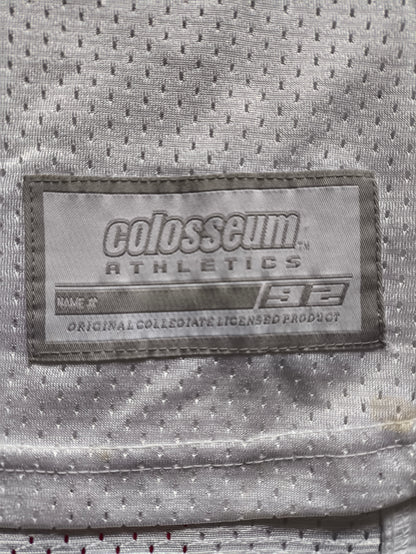 colosseum™
ATHLETICS
NAME # 92
ORIGINAL COLLEGIATE LICENSED PRODUCT